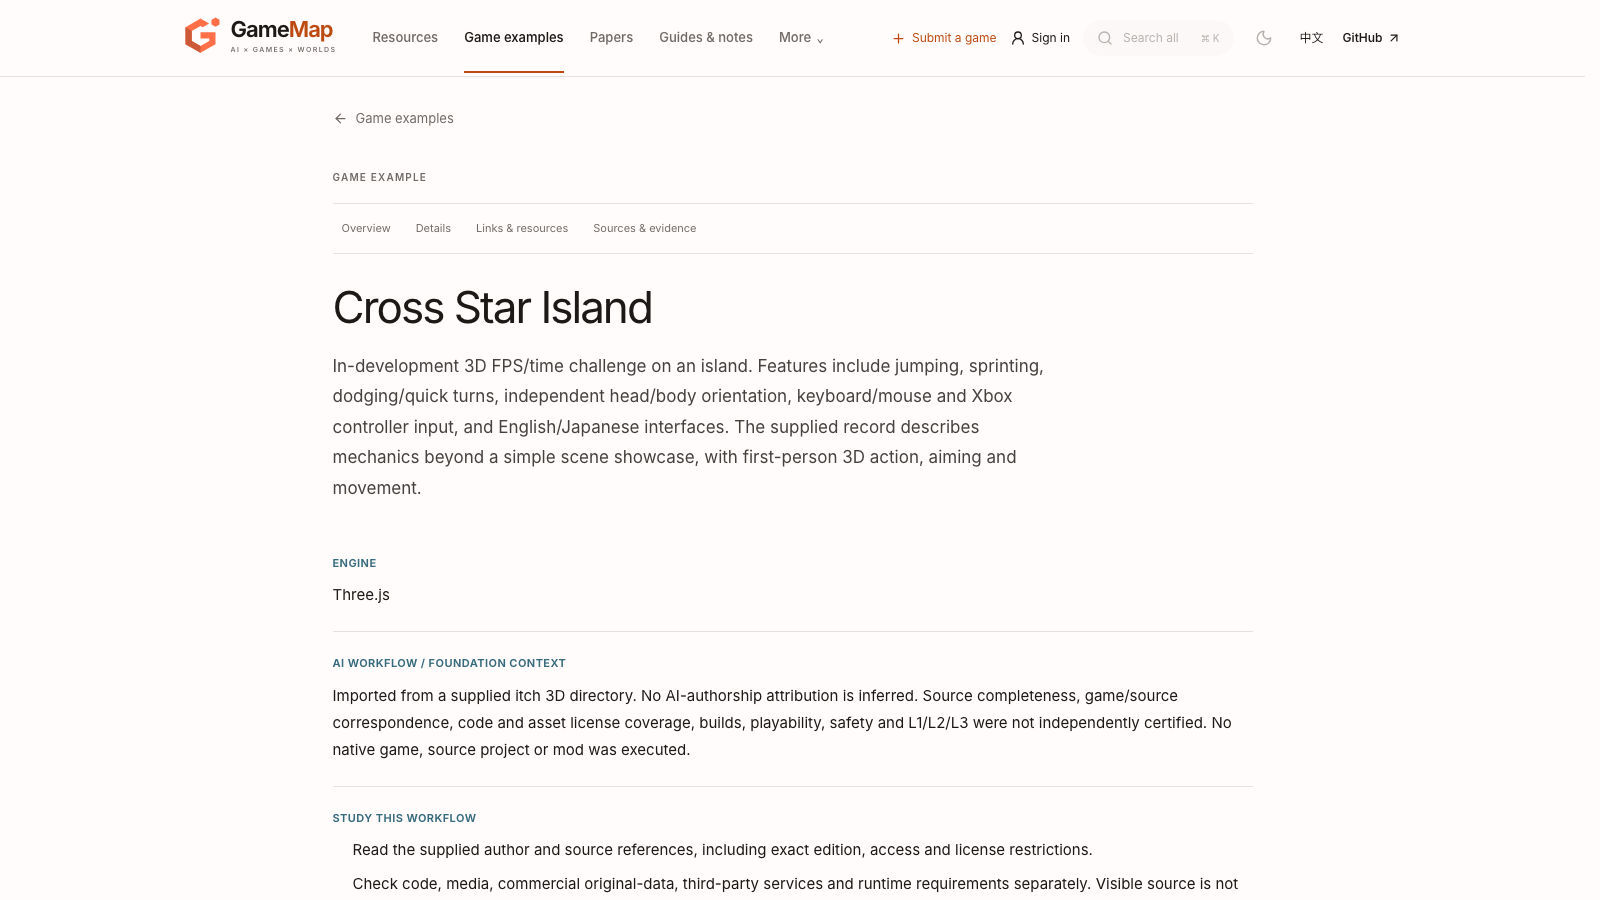 GameMap
AI × GAMES × WORLDS
Resources
Game examples
Papers
Guides & notes
More
Submit a game
Sign in
Search all
⌘ K
中文
GitHub
Game examples
GAME EXAMPLE
Overview
Details
Links & resources
Sources & evidence
Cross Star Island
In-development 3D FPS/time challenge on an island. Features include jumping, sprinting,
dodging/quick turns, independent head/body orientation, keyboard/mouse and Xbox
controller input, and English/Japanese interfaces. The supplied record describes
mechanics beyond a simple scene showcase, with first-person 3D action, aiming and
movement.
ENGINE
Three.js
AI WORKFLOW / FOUNDATION CONTEXT
Imported from a supplied itch 3D directory. No AI-authorship attribution is inferred. Source completeness, game/source
correspondence, code and asset license coverage, builds, playability, safety and L1/L2/L3 were not independently certified. No
native game, source project or mod was executed.
STUDY THIS WORKFLOW
Read the supplied author and source references, including exact edition, access and license restrictions.
Check code, media, commercial original-data, third-party services and runtime requirements separately. Visible source is not